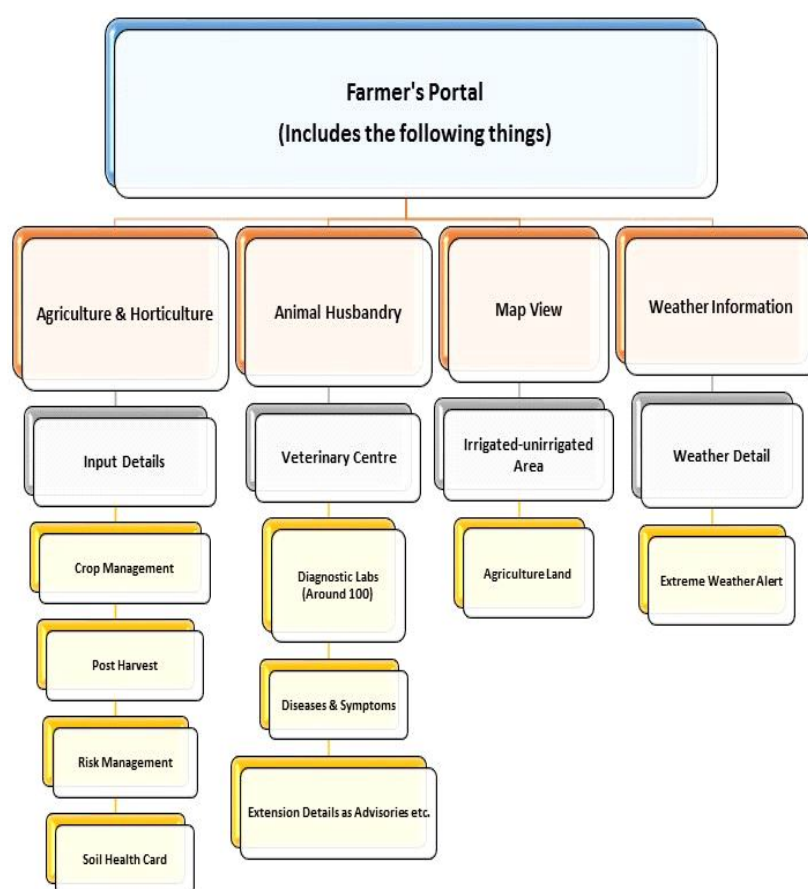 Farmer's Portal
(Includes the following things)
Agriculture & Horticulture
Animal Husbandry
Map View
Weather Information
Input Details
Veterinary Centre
Irrigated-unirrigated
Area
Weather Detail
Crop Management
Diagnostic Labs
(Around 100)
Agriculture Land
Extreme Weather Alert
Post Harvest
Diseases & Symptoms
Risk Management
Extension Details as Advisories etc.
Soil Health Card